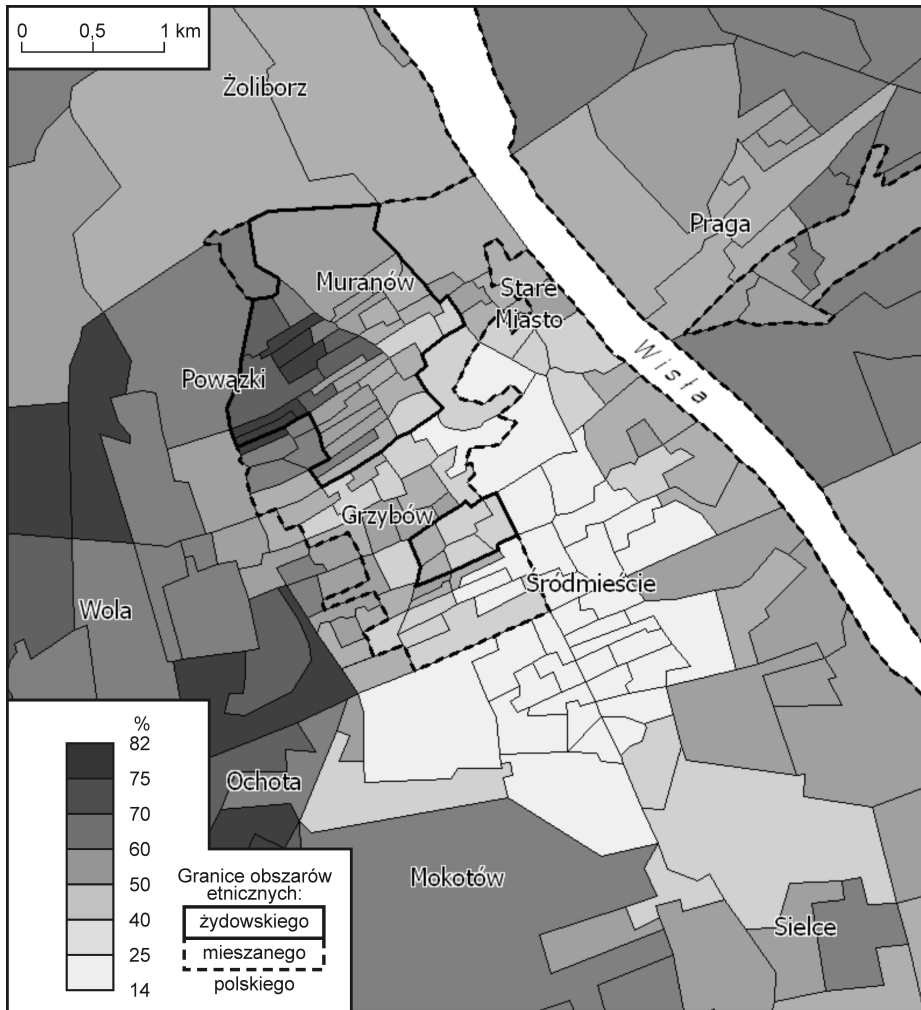 0 0,5 1 km
Żoliborz
Praga
Muranów
Stare
Miasto
Wisła
Powązki
Grzybów
Śródmieście
Wola
Ochota
Mokotów
Sielce
%
82
75
70
60
50
40
25
14
Granice obszarów
etnicznych:
żydowskiego
mieszanego
polskiego